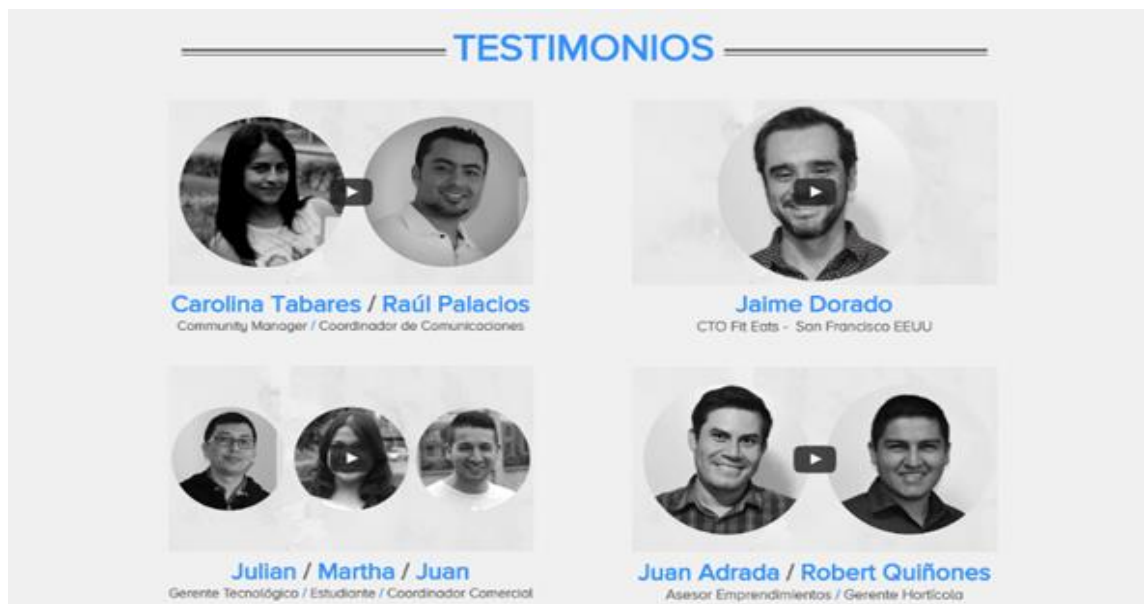 TESTIMONIOS
Carolina Tabares / Raúl Palacios
Community Manager / Coordinador de Comunicaciones
Jaime Dorado
CTO Fit Eats - San Francisco EEUU
Julian / Martha / Juan
Gerente Tecnológico / Estudiante / Coordinador Comercial
Juan Adrada / Robert Quiñones
Asesor Emprendimientos / Gerente Hortícola